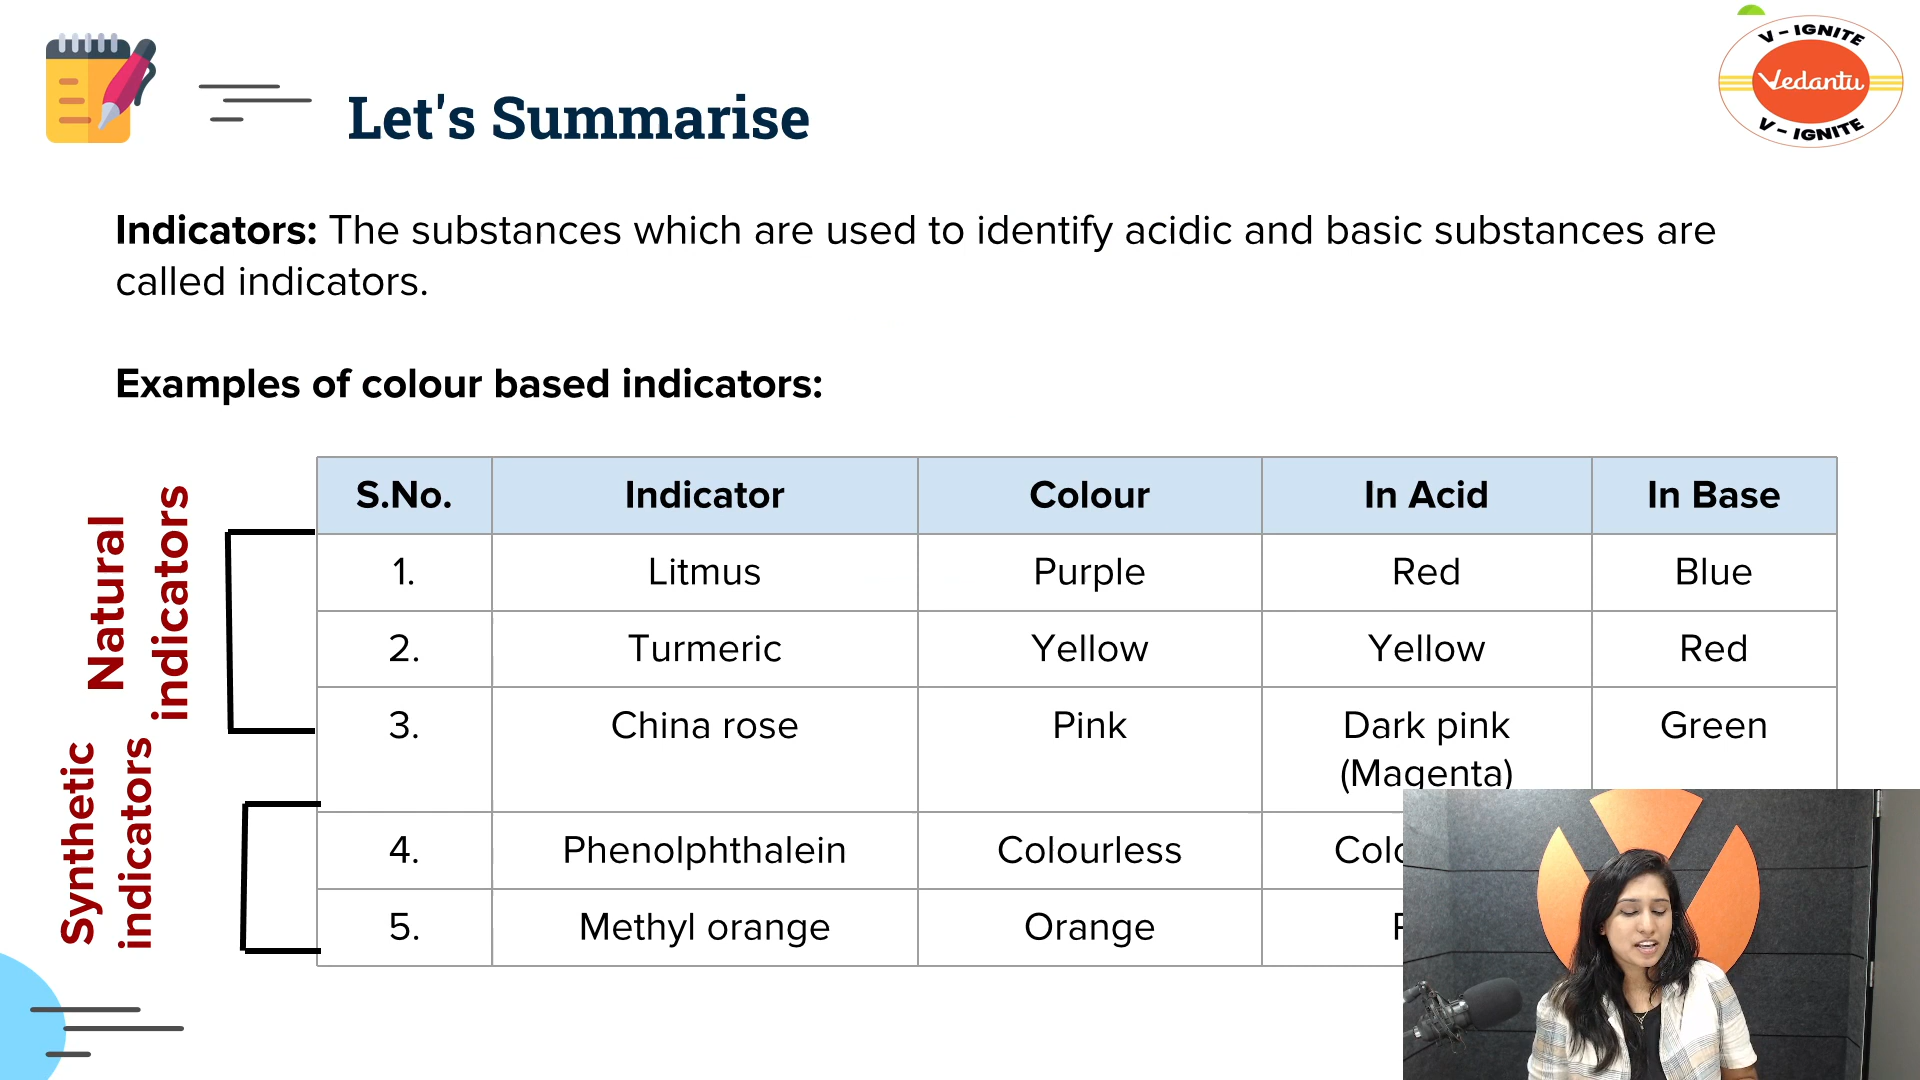 V - IGNITE
Vedantu
V - IGNITE
Let's Summarise
Indicators: The substances which are used to identify acidic and basic substances are
called indicators.
Examples of colour based indicators:
Natural
indicators
Synthetic
indicators
S.No. Indicator Colour In Acid In Base
1. Litmus Purple Red Blue
2. Turmeric Yellow Yellow Red
3. China rose Pink Dark pink Green
(Magenta)
4. Phenolphthalein Colourless
5. Methyl orange Orange